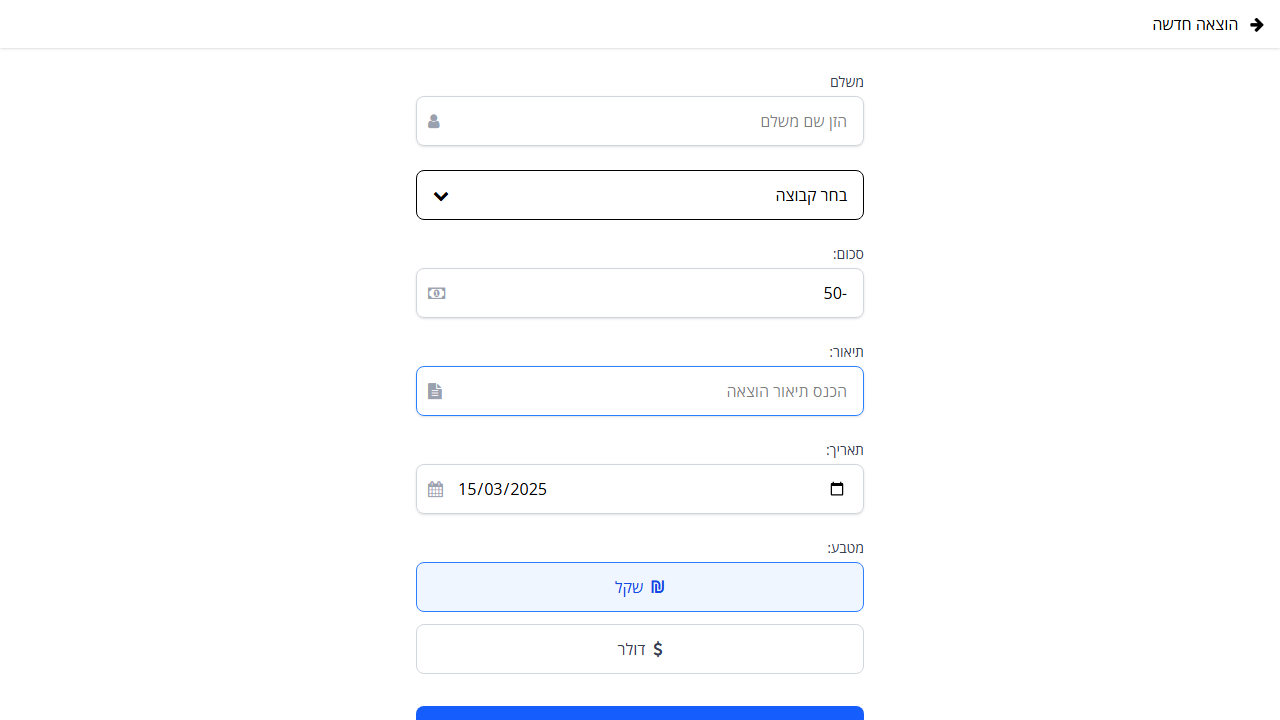 הוצאה חדשה
משלם
הזן שם משלם
בחר קבוצה
סכום:
50-
תיאור:
הכנס תיאור הוצאה
תאריך:
15/03/2025
מטבע:
₪ שקל
$ דולר